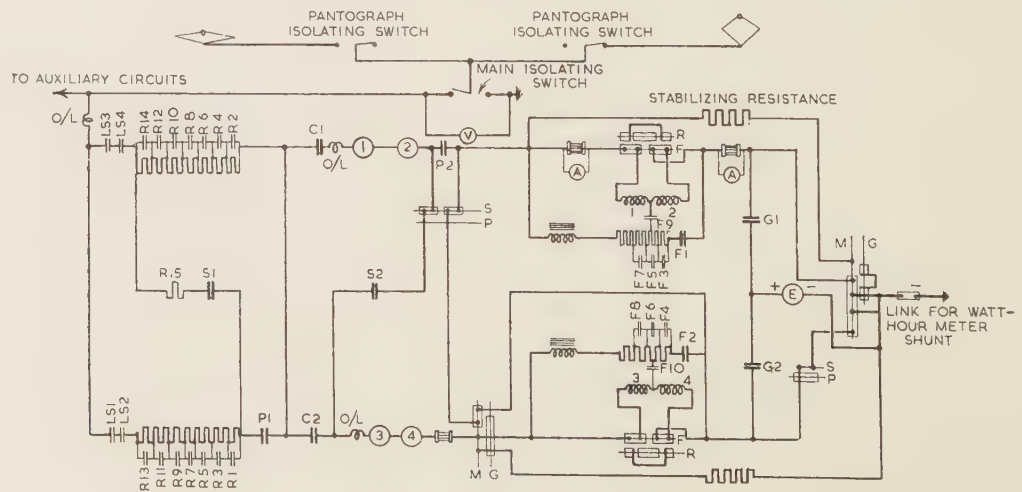 PANTOGRAPH
ISOLATING SWITCH
PANTOGRAPH
ISOLATING SWITCH
TO AUXILIARY CIRCUITS
MAIN ISOLATING
SWITCH
STABILIZING RESISTANCE
O/L
LS3
LS4
R14
R12
R10
R8
R6
R4
R2
C1
O/L
1
2
P2
V
A
R
F
A
1
2
F9
F1
F7
F5
F3
S
P
G1
M
G
R.5
S1
S2
F8
F6
F4
F2
F10
+ E -
-
LINK FOR WATT-
HOUR METER
SHUNT
G2
S
P
3
4
LS1
LS2
P1
C2
O/L
3
4
F
R
R13
R11
R9
R7
R5
R3
R1
M
G